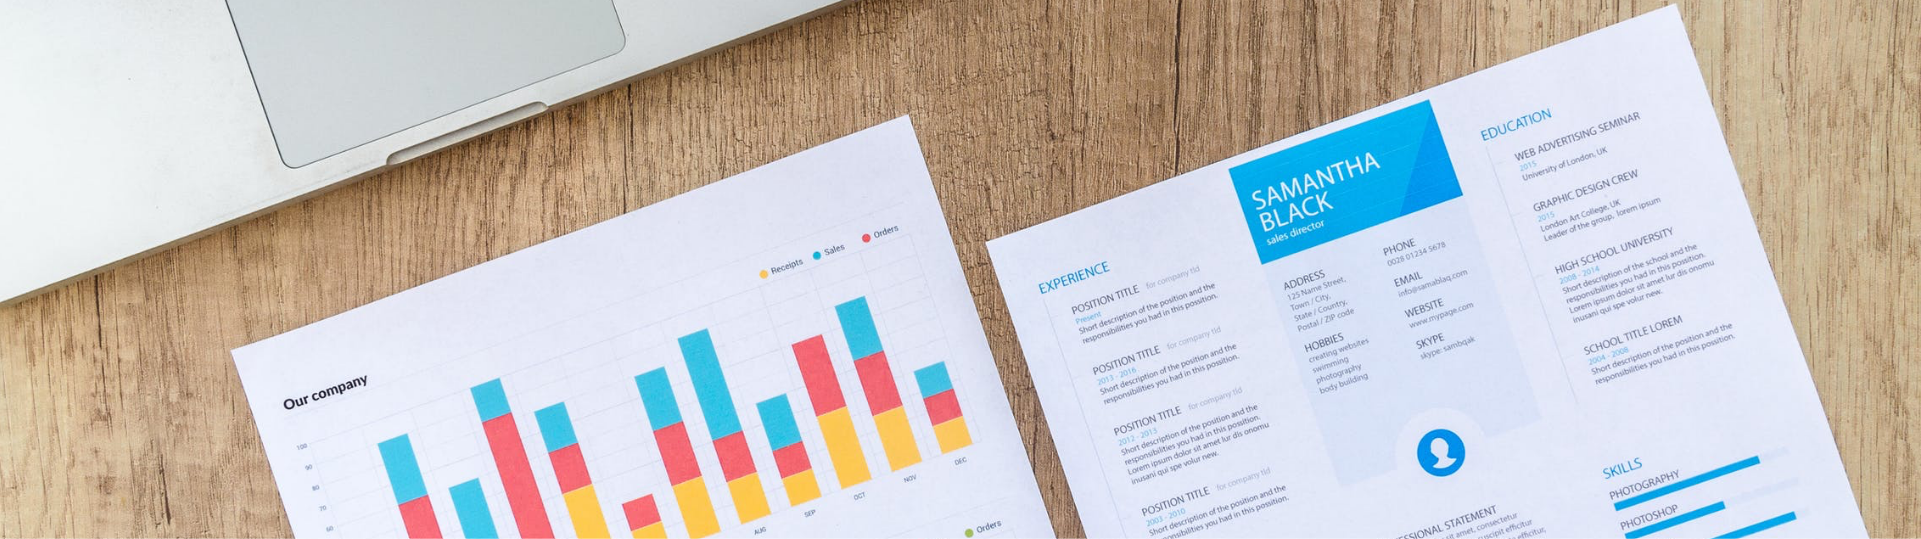 Our company
Receipts
Sales
Orders
100
90
80
70
60
AUG
SEP
OCT
NOV
DEC
Orders
EXPERIENCE
POSITION TITLE for company ltd
Present
Short description of the position and the
responsibilities you had in this possition.
POSITION TITLE for company ltd
2013 - 2016
Short description of the position and the
responsibilities you had in this possition.
POSITION TITLE for company ltd
2012 - 2013
Short description of the position and the
responsibilities you had in this possition.
Lorem ipsum dolor sit amet lur dis onomu
inusani qui spe volur new.
POSITION TITLE for company ltd
2003 - 2010
Short description of the position and the
responsibilities you had in this possition.
SAMANTHA
BLACK
sales director
ADDRESS
125 Name Street,
Town / City,
State / Country,
Postal / ZIP code
HOBBIES
creating websites
swimming
photography
body building
PHONE
0028 01234 5678
EMAIL
info@samablaq.com
WEBSITE
www.mypage.com
SKYPE
skype: sambqak
EDUCATION
WEB ADVERTISING SEMINAR
2015
University of London, UK
GRAPHIC DESIGN CREW
2015
London Art College, UK
Leader of the group, lorem ipsum
HIGH SCHOOL UNIVERSITY
2008 - 2014
Short description of the school and the
responsibilities you had in this possition.
Lorem ipsum dolor sit amet lur dis onomu
inusani qui spe volur new.
SCHOOL TITLE LOREM
2004 - 2008
Short description of the position and the
responsibilities you had in this possition.
SKILLS
PHOTOGRAPHY
PHOTOSHOP
STATEMENT
sit amet, consectetur
suscipit efficitur,
efficitur,